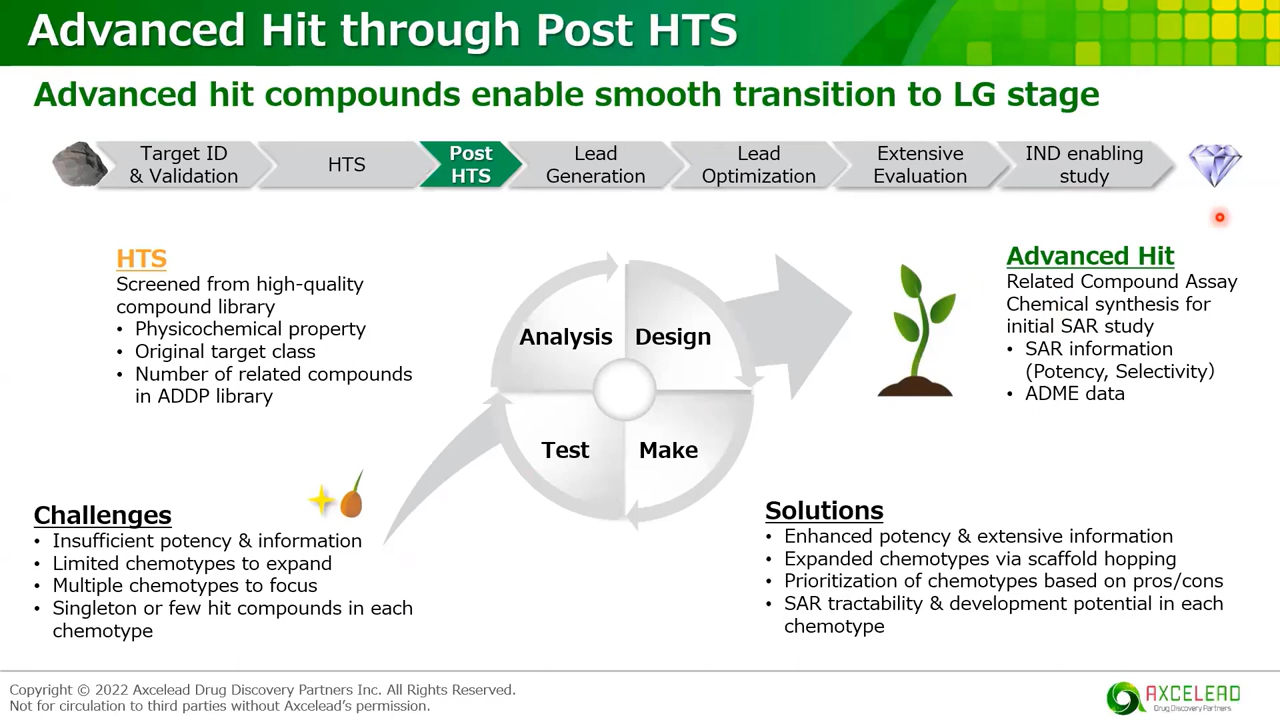 Advanced Hit through Post HTS
Advanced hit compounds enable smooth transition to LG stage
Target ID
& Validation
HTS
Post
HTS
Lead
Generation
Lead
Optimization
Extensive
Evaluation
IND enabling
study
HTS
Screened from high-quality
compound library
• Physicochemical property
• Original target class
• Number of related compounds
in ADDP library
Analysis
Design
Test
Make
Advanced Hit
Related Compound Assay
Chemical synthesis for
initial SAR study
• SAR information
(Potency, Selectivity)
• ADME data
Challenges
• Insufficient potency & information
• Limited chemotypes to expand
• Multiple chemotypes to focus
• Singleton or few hit compounds in each
chemotype
Solutions
• Enhanced potency & extensive information
• Expanded chemotypes via scaffold hopping
• Prioritization of chemotypes based on pros/cons
• SAR tractability & development potential in each
chemotype
Copyright © 2022 Axcelead Drug Discovery Partners Inc. All Rights Reserved.
Not for circulation to third parties without Axcelead's permission.
AXCELEAD
Drug Discovery Partners